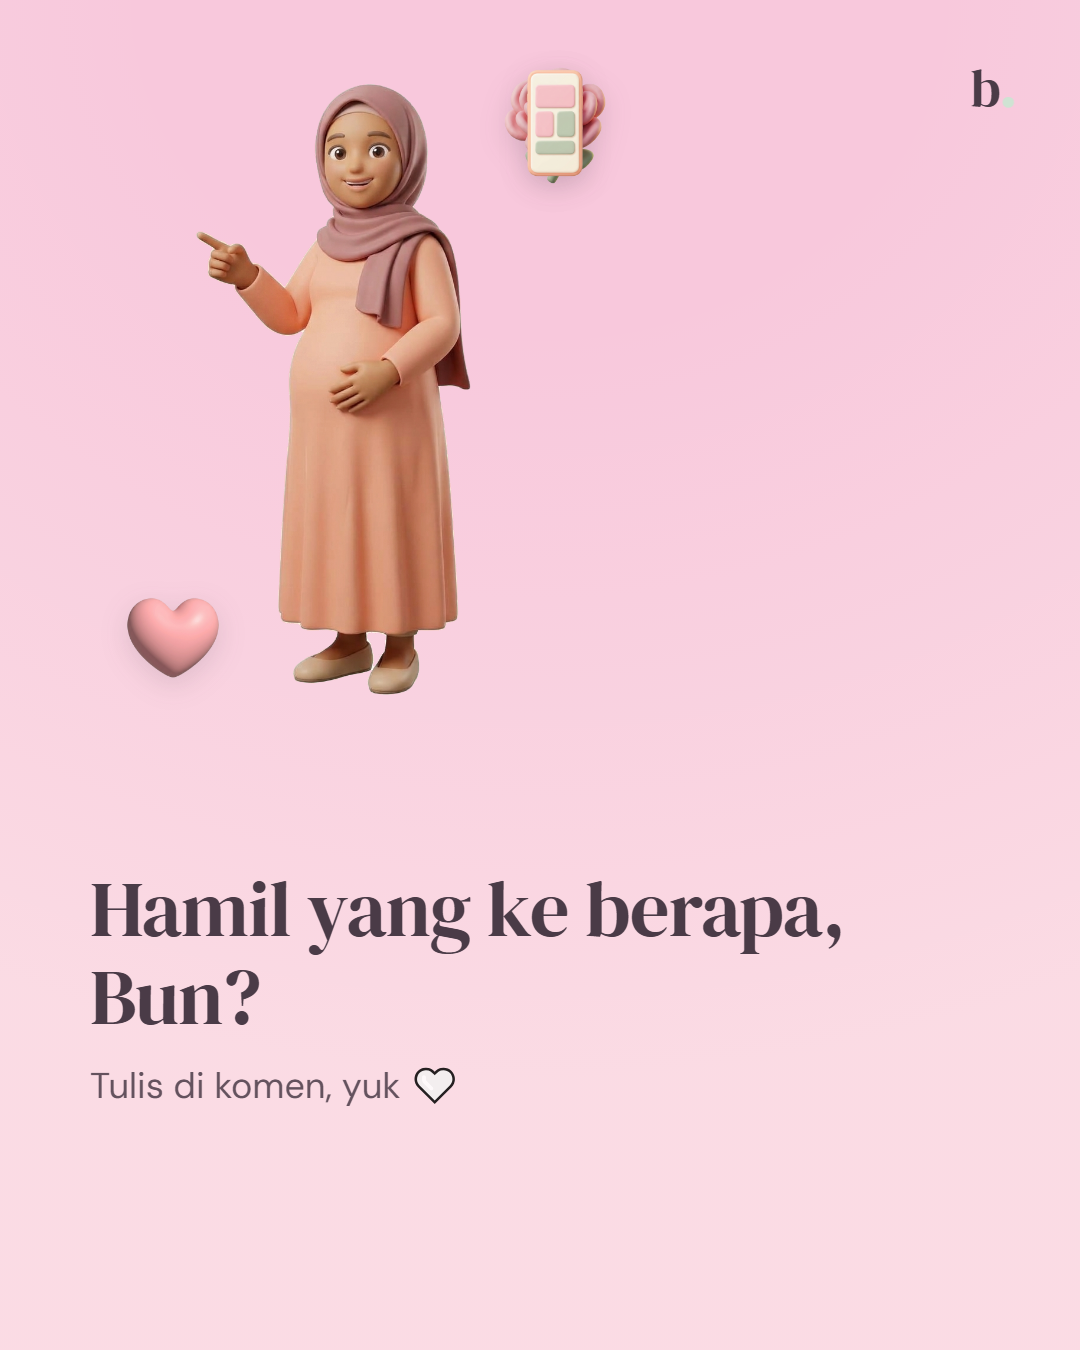 b.
Hamil yang ke berapa,
Bun?
Tulis di komen, yuk 🤍